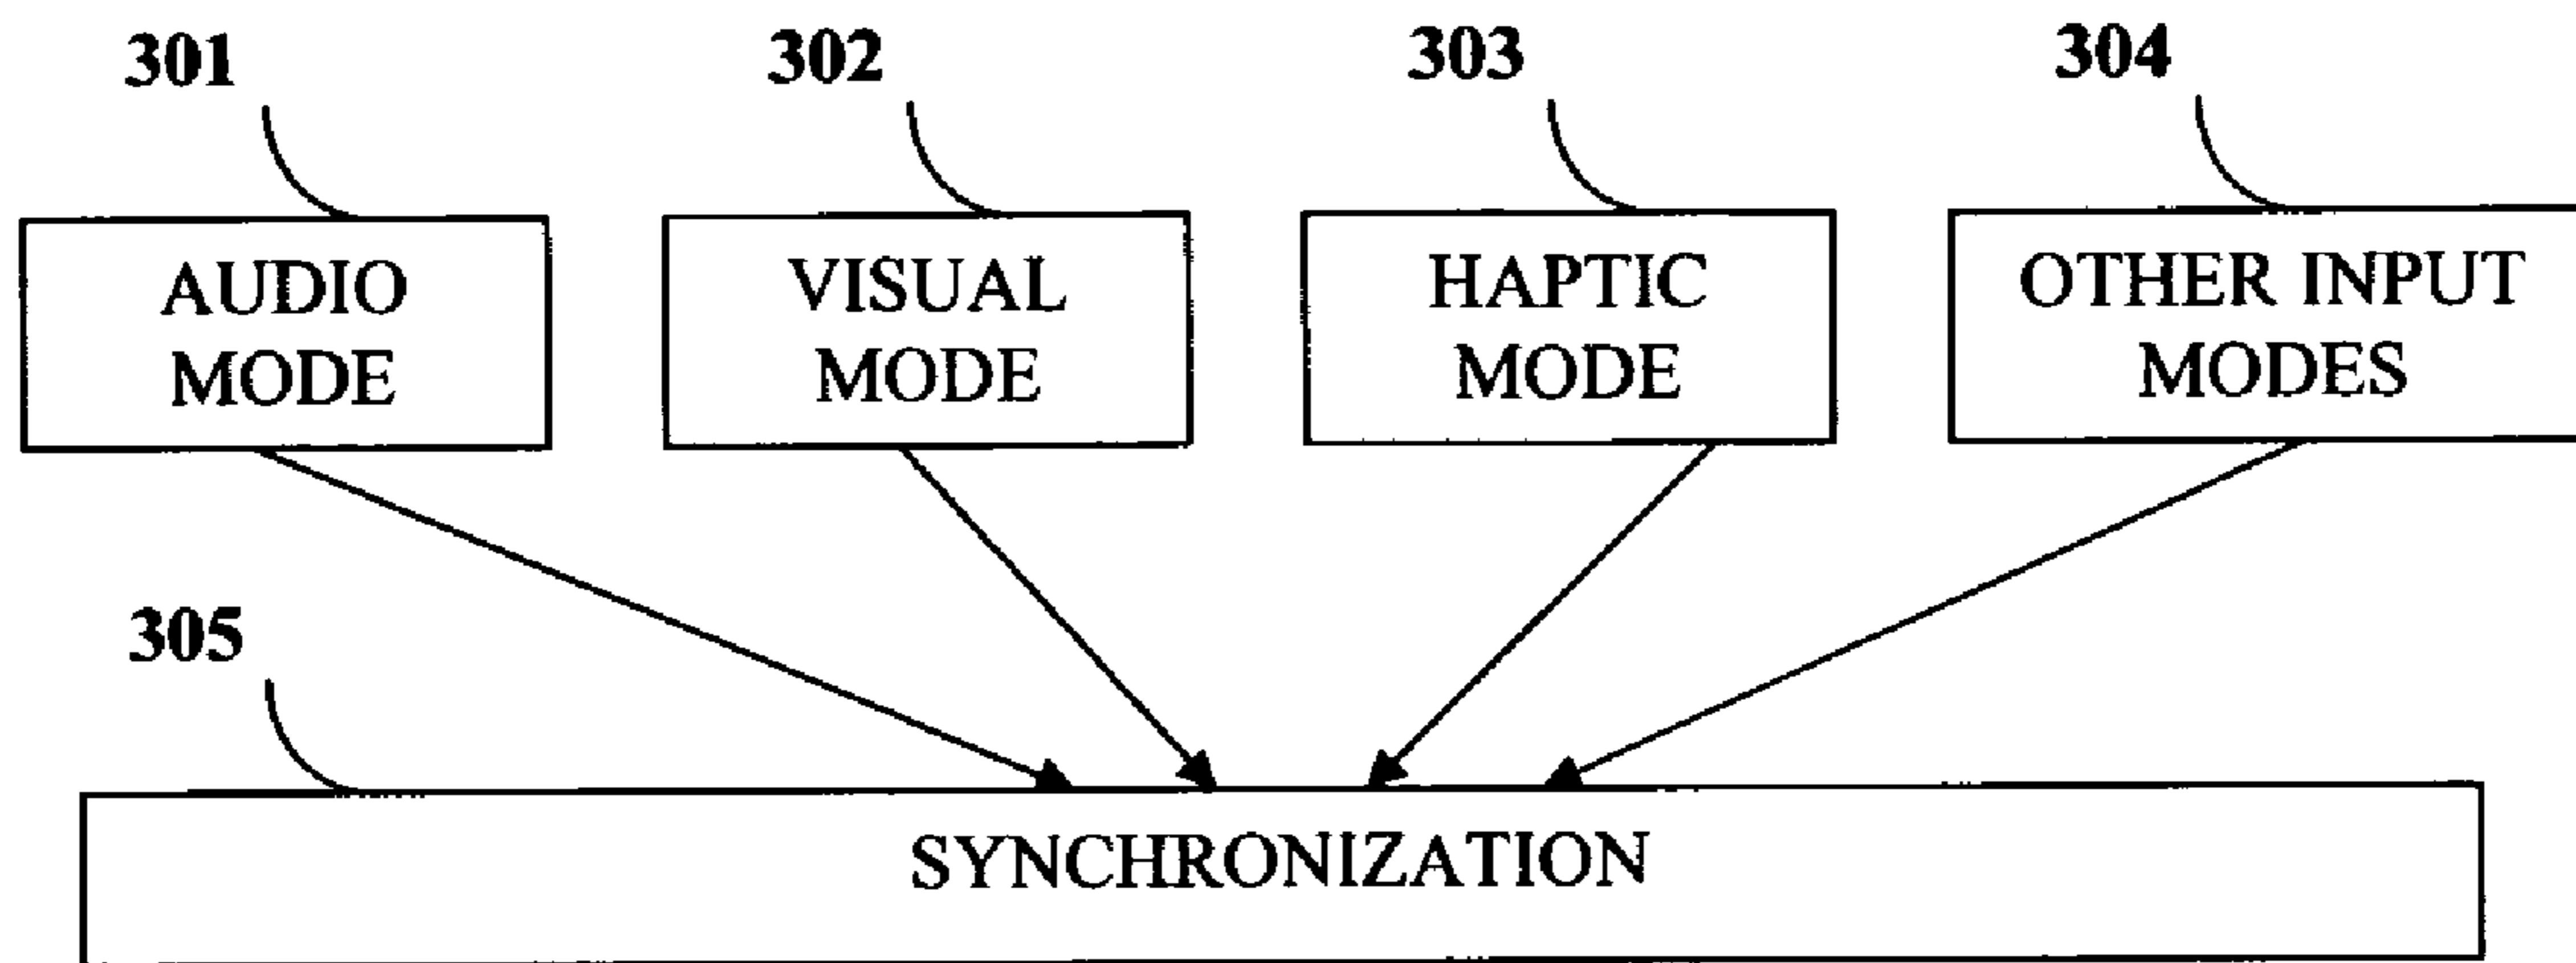 301
302
303
304
AUDIO
MODE
VISUAL
MODE
HAPTIC
MODE
OTHER INPUT
MODES
305
SYNCHRONIZATION